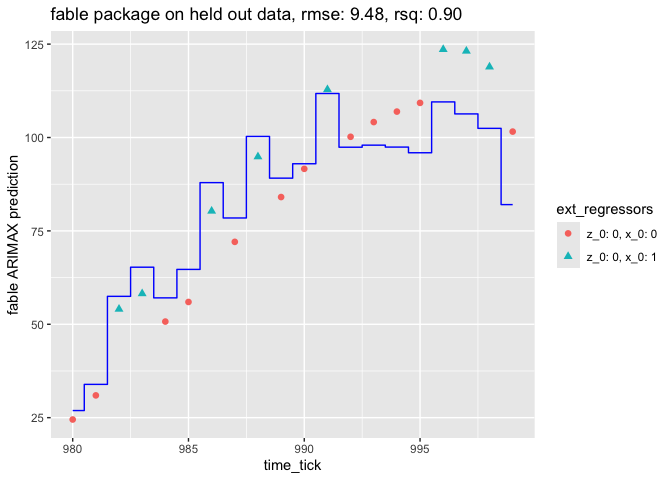 fable package on held out data, rmse: 9.48, rsq: 0.90
125
100
75
50
25
fable ARIMAX prediction
980
985
990
995
time_tick
ext_regressors
z_0: 0, x_0: 0
z_0: 0, x_0: 1